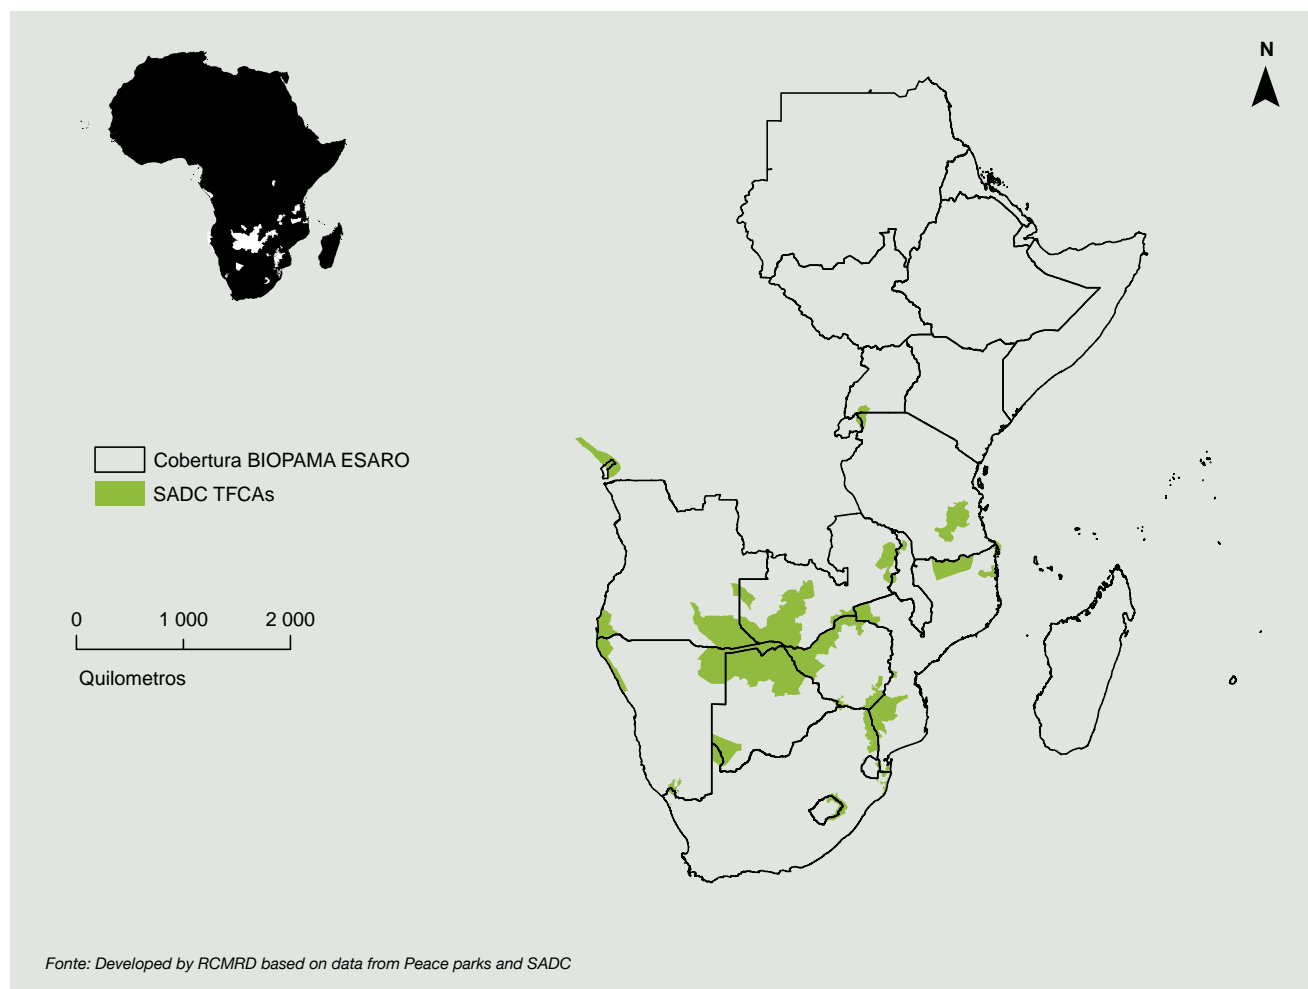 N
Cobertura BIOPAMA ESARO
SADC TFCAs
0 1 000 2 000
Quilometros
Fonte: Developed by RCMRD based on data from Peace parks and SADC